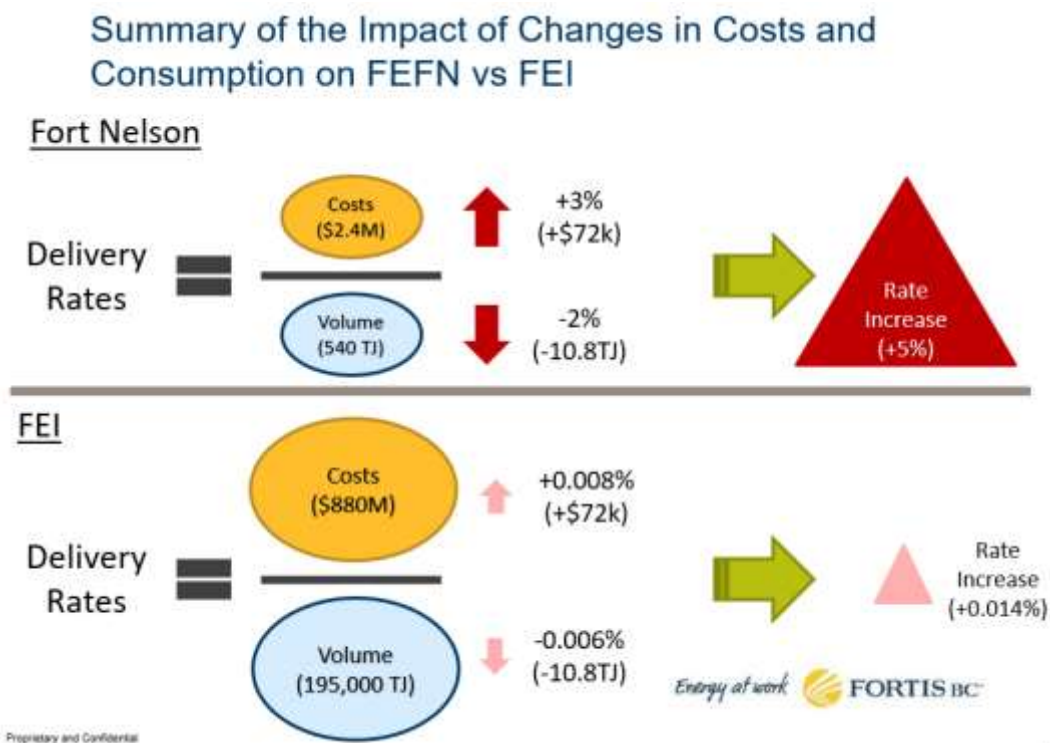 Summary of the Impact of Changes in Costs and
Consumption on FEFN vs FEI
Fort Nelson
Delivery
Rates
Costs
($2.4M)
Volume
(540 TJ)
+3%
(+$72k)
-2%
(-10.8TJ)
Rate
Increase
(+5%)
FEI
Delivery
Rates
Costs
($880M)
Volume
(195,000 TJ)
+0.008%
(+$72k)
-0.006%
(-10.8TJ)
Rate
Increase
(+0.014%)
Energy at work FORTIS BC™
Proprietary and Confidential